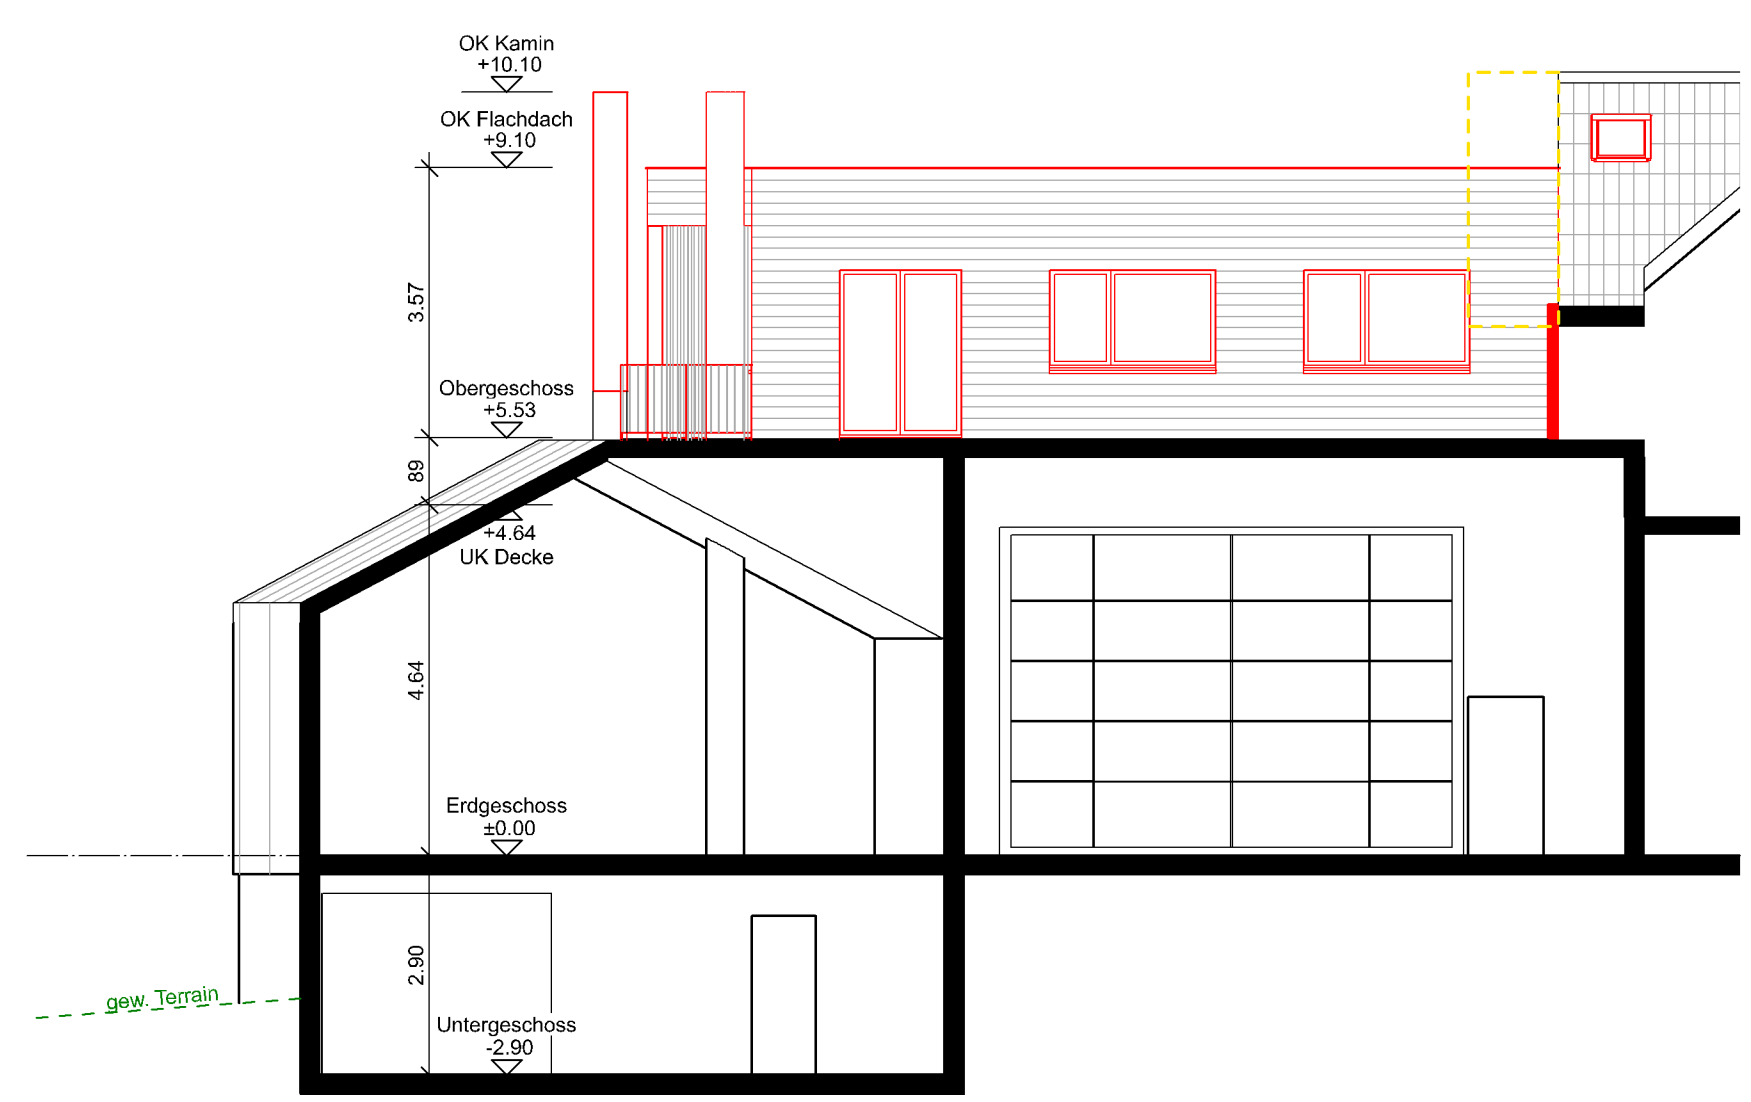 OK Kamin
+10.10
OK Flachdach
+9.10
3.57
Obergeschoss
+5.53
89
+4.64
UK Decke
4.64
Erdgeschoss
±0.00
2.90
gew. Terrain
Untergeschoss
-2.90